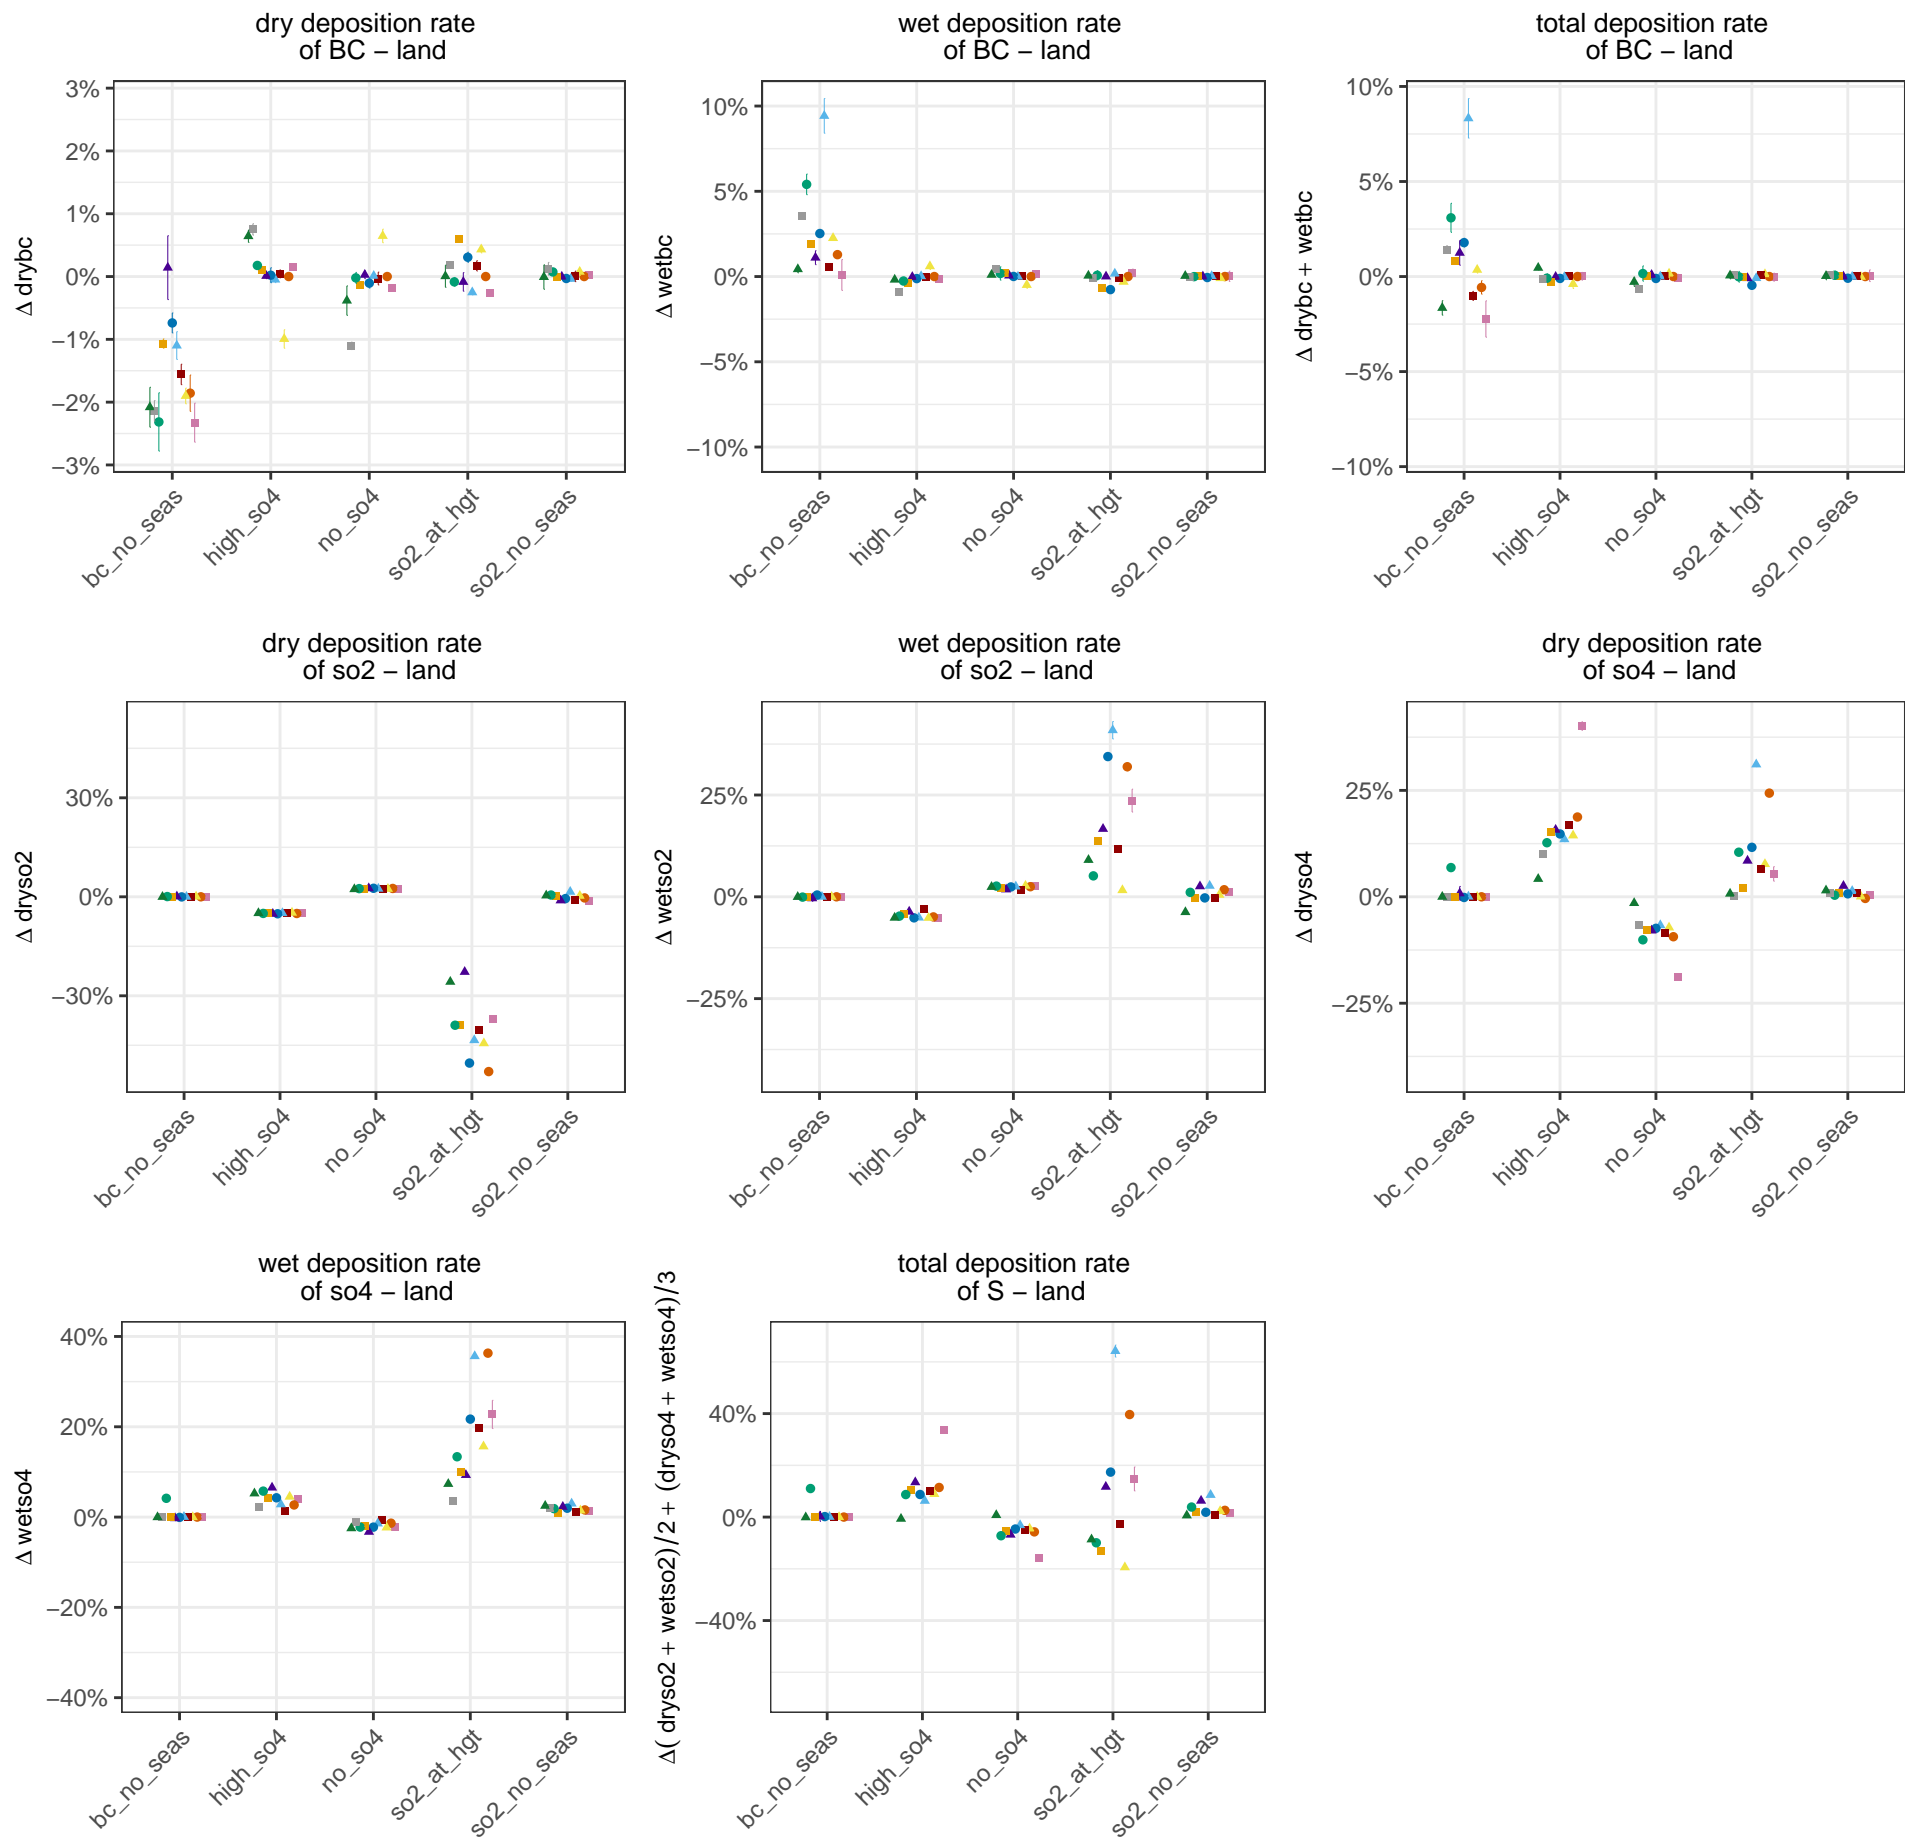 dry deposition rate
of BC – land
Δ drybc
3%
2%
1%
0%
−1%
−2%
−3%
bc_no_seas
high_so4
no_so4
so2_at_hgt
so2_no_seas
wet deposition rate
of BC – land
Δ wetbc
10%
5%
0%
−5%
−10%
bc_no_seas
high_so4
no_so4
so2_at_hgt
so2_no_seas
total deposition rate
of BC – land
Δ drybc + wetbc
10%
5%
0%
−5%
−10%
bc_no_seas
high_so4
no_so4
so2_at_hgt
so2_no_seas
dry deposition rate
of so2 – land
Δ dryso2
30%
0%
−30%
bc_no_seas
high_so4
no_so4
so2_at_hgt
so2_no_seas
wet deposition rate
of so2 – land
Δ wetso2
25%
0%
−25%
bc_no_seas
high_so4
no_so4
so2_at_hgt
so2_no_seas
dry deposition rate
of so4 – land
Δ dryso4
25%
0%
−25%
bc_no_seas
high_so4
no_so4
so2_at_hgt
so2_no_seas
wet deposition rate
of so4 – land
Δ wetso4
40%
20%
0%
−20%
−40%
bc_no_seas
high_so4
no_so4
so2_at_hgt
so2_no_seas
total deposition rate
of S – land
Δ( dryso2 + wetso2)/2 + (dryso4 + wetso4)/3
40%
0%
−40%
bc_no_seas
high_so4
no_so4
so2_at_hgt
so2_no_seas